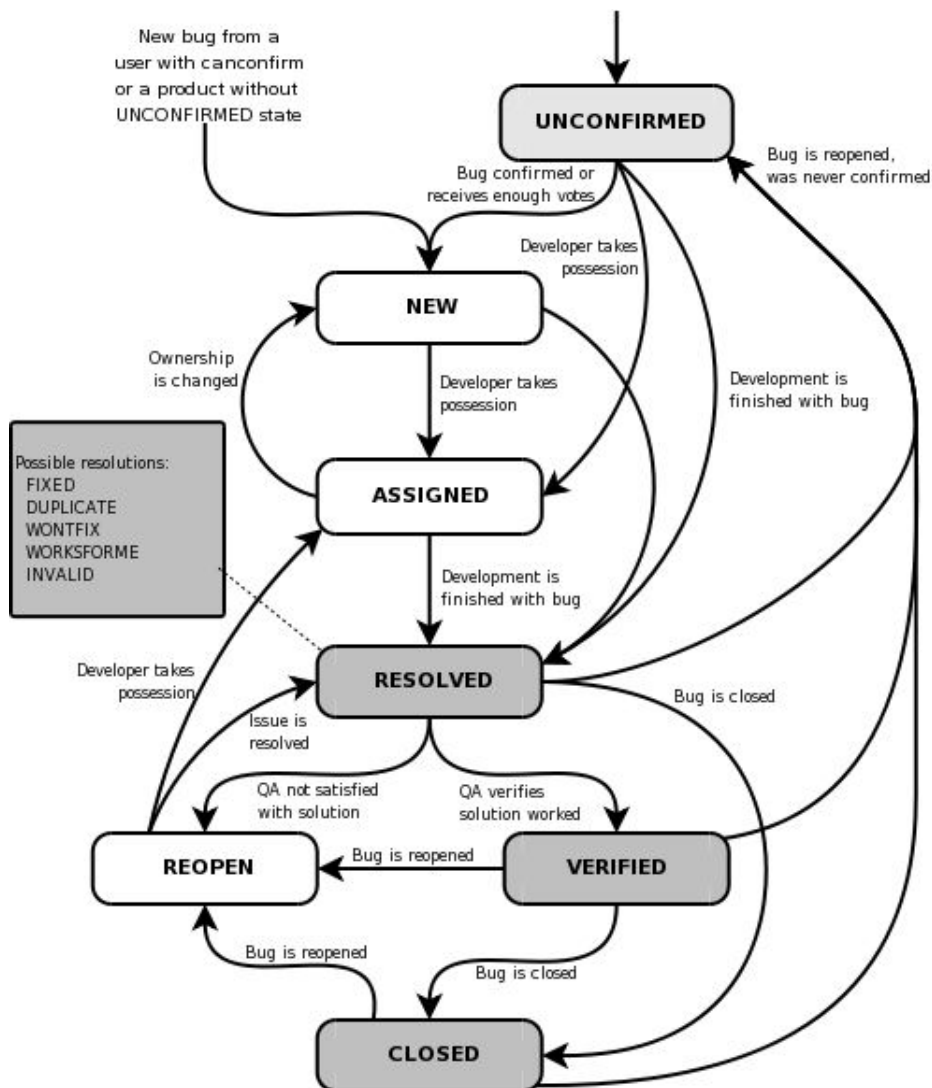 New bug from a
user with canconfirm
or a product without
UNCONFIRMED state
UNCONFIRMED
Bug is reopened,
was never confirmed
Bug confirmed or
receives enough votes
Developer takes
possession
NEW
Ownership
is changed
Developer takes
possession
Development is
finished with bug
Possible resolutions:
FIXED
DUPLICATE
WONTFIX
WORKSFORME
INVALID
ASSIGNED
Development is
finished with bug
Developer takes
possession
RESOLVED
Bug is closed
Issue is
resolved
QA not satisfied
with solution
QA verifies
solution worked
REOPEN
Bug is reopened
VERIFIED
Bug is reopened
Bug is closed
CLOSED